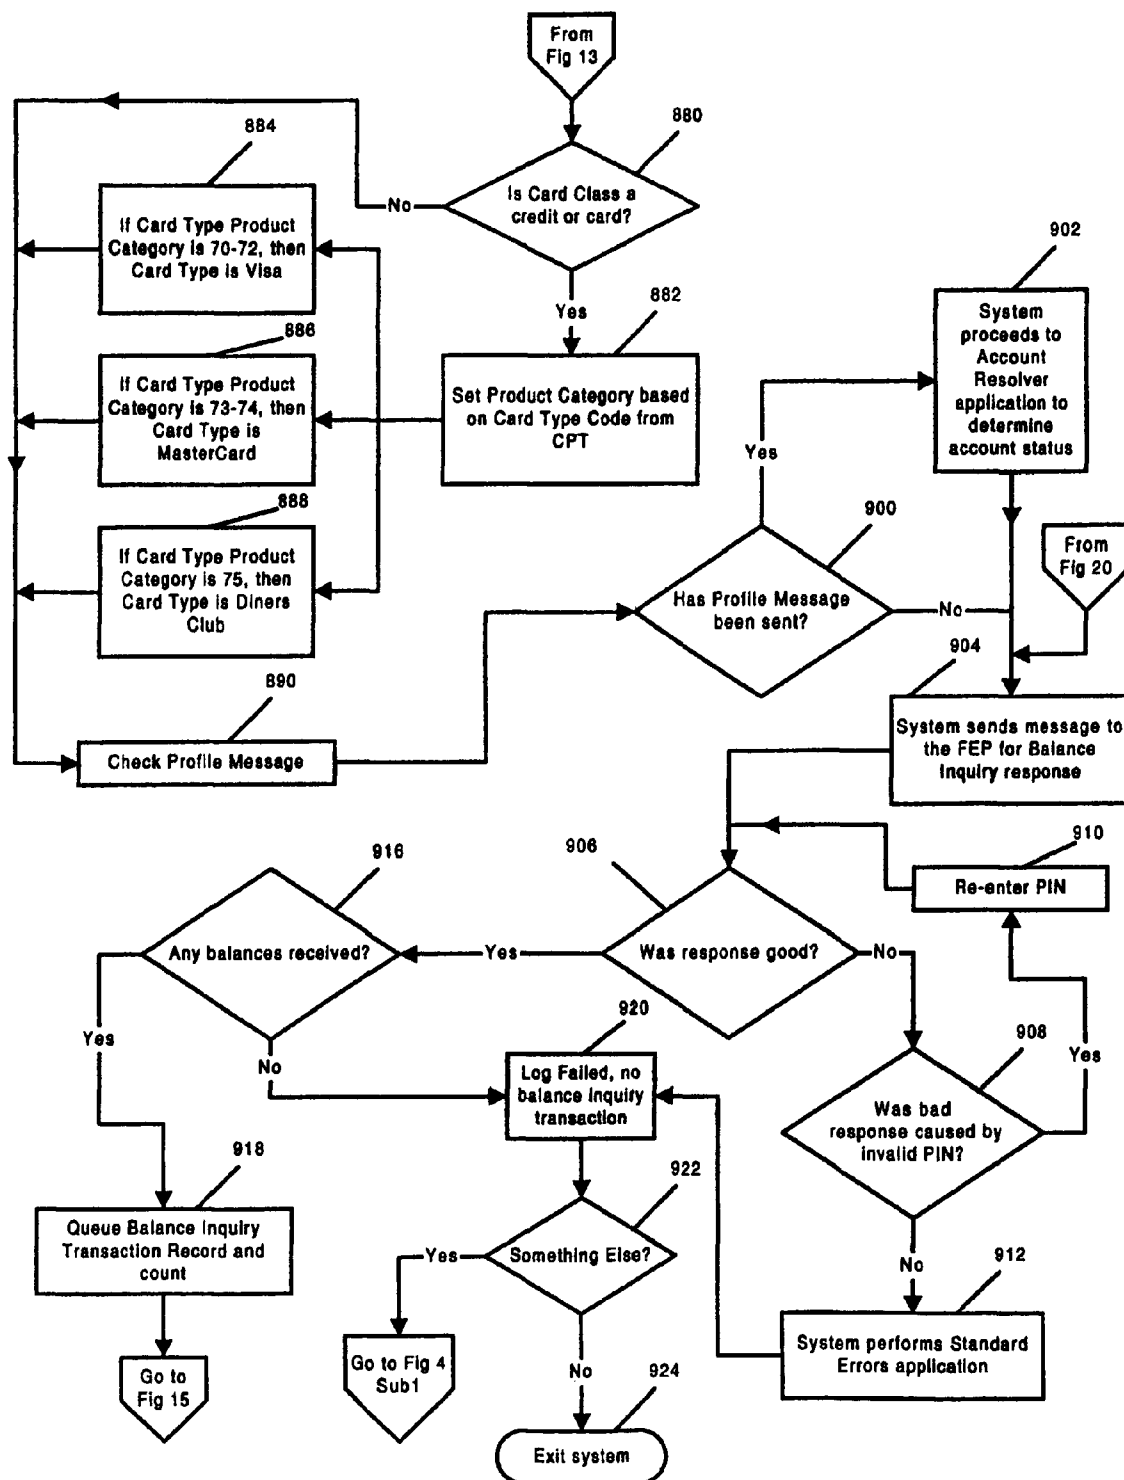 From
Fig 13
880
Is Card Class a
credit or card?
No
Yes
884
If Card Type Product
Category is 70-72, then
Card Type is Visa
882
Set Product Category based
on Card Type Code from
CPT
886
If Card Type Product
Category is 73-74, then
Card Type is
MasterCard
888
If Card Type Product
Category is 75, then
Card Type is Diners
Club
890
Check Profile Message
900
Has Profile Message
been sent?
Yes
No
902
System
proceeds to
Account
Resolver
application to
determine
account status
From
Fig 20
904
System sends message to
the FEP for Balance
Inquiry response
906
Was response good?
Yes
No
910
Re-enter PIN
908
Was bad
response caused by
invalid PIN?
Yes
No
912
System performs Standard
Errors application
916
Any balances received?
Yes
No
918
Queue Balance Inquiry
Transaction Record and
count
Go to
Fig 15
920
Log Failed, no
balance inquiry
transaction
922
Something Else?
Yes
No
Go to Fig 4
Sub1
924
Exit system